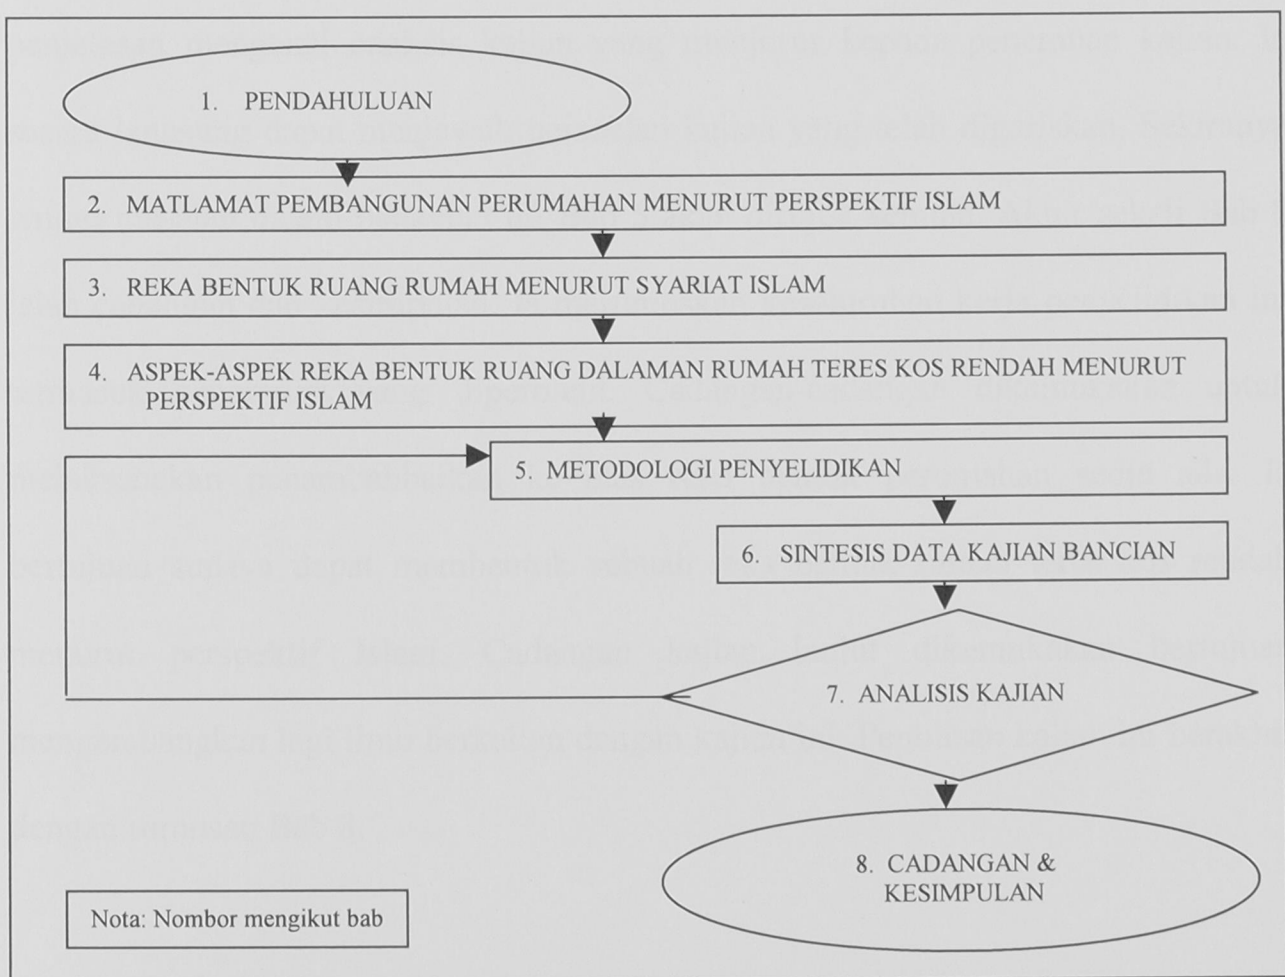 1. PENDAHULUAN
2. MATLAMAT PEMBANGUNAN PERUMAHAN MENURUT PERSPEKTIF ISLAM
3. REKA BENTUK RUANG RUMAH MENURUT SYARIAT ISLAM
4. ASPEK-ASPEK REKA BENTUK RUANG DALAMAN RUMAH TERES KOS RENDAH MENURUT
PERSPEKTIF ISLAM
5. METODOLOGI PENYELIDIKAN
6. SINTESIS DATA KAJIAN BANCIAN
7. ANALISIS KAJIAN
8. CADANGAN &
KESIMPULAN
Nota: Nombor mengikut bab